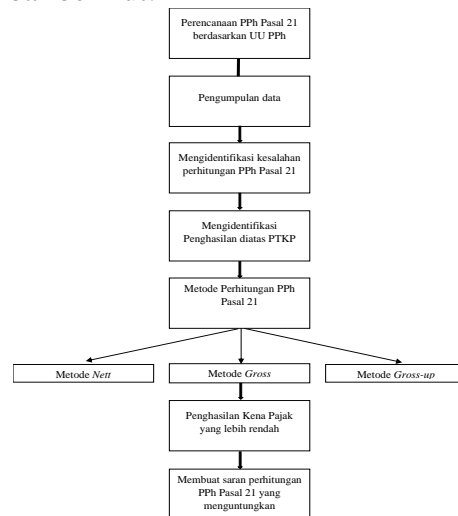 Perencanaan PPh Pasal 21
berdasarkan UU PPh
Pengumpulan data
Mengidentifikasi kesalahan
perhitungan PPh Pasal 21
Mengidentifikasi
Penghasilan diatas PTKP
Metode Perhitungan PPh
Pasal 21
Metode Nett
Metode Gross
Metode Gross-up
Penghasilan Kena Pajak
yang lebih rendah
Membuat saran perhitungan
PPh Pasal 21 yang
menguntungkan